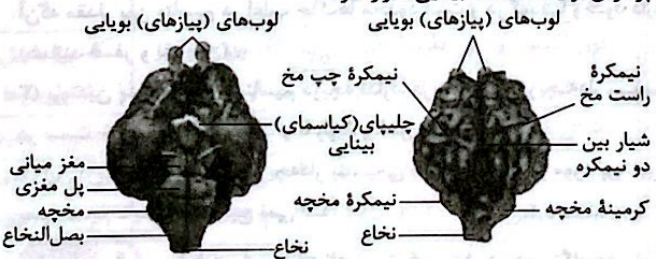 لوب‌های (پیازهای) بویایی
نیمکرهٔ
راست مخ
نیمکرهٔ چپ مخ
شیار بین
دو نیمکره
کرمینهٔ مخچه
نیمکرهٔ مخچه
نخاع
لوب‌های (پیازهای) بویایی
چلیپای(کیاسمای)
بینایی
مغز میانی
پل مغزی
مخچه
بصل‌النخاع
نخاع